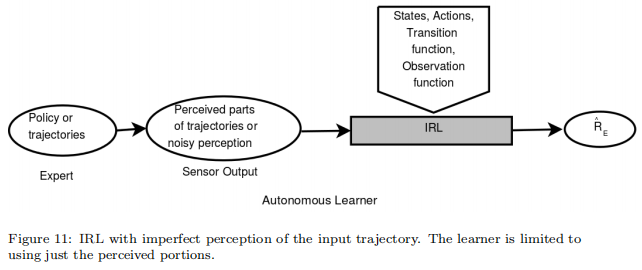 States, Actions,
Transition
function,
Observation
function
Policy or
trajectories
Perceived parts
of trajectories or
noisy perception
IRL
R̂_E
Expert
Sensor Output
Autonomous Learner
Figure 11: IRL with imperfect perception of the input trajectory. The learner is limited to
using just the perceived portions.